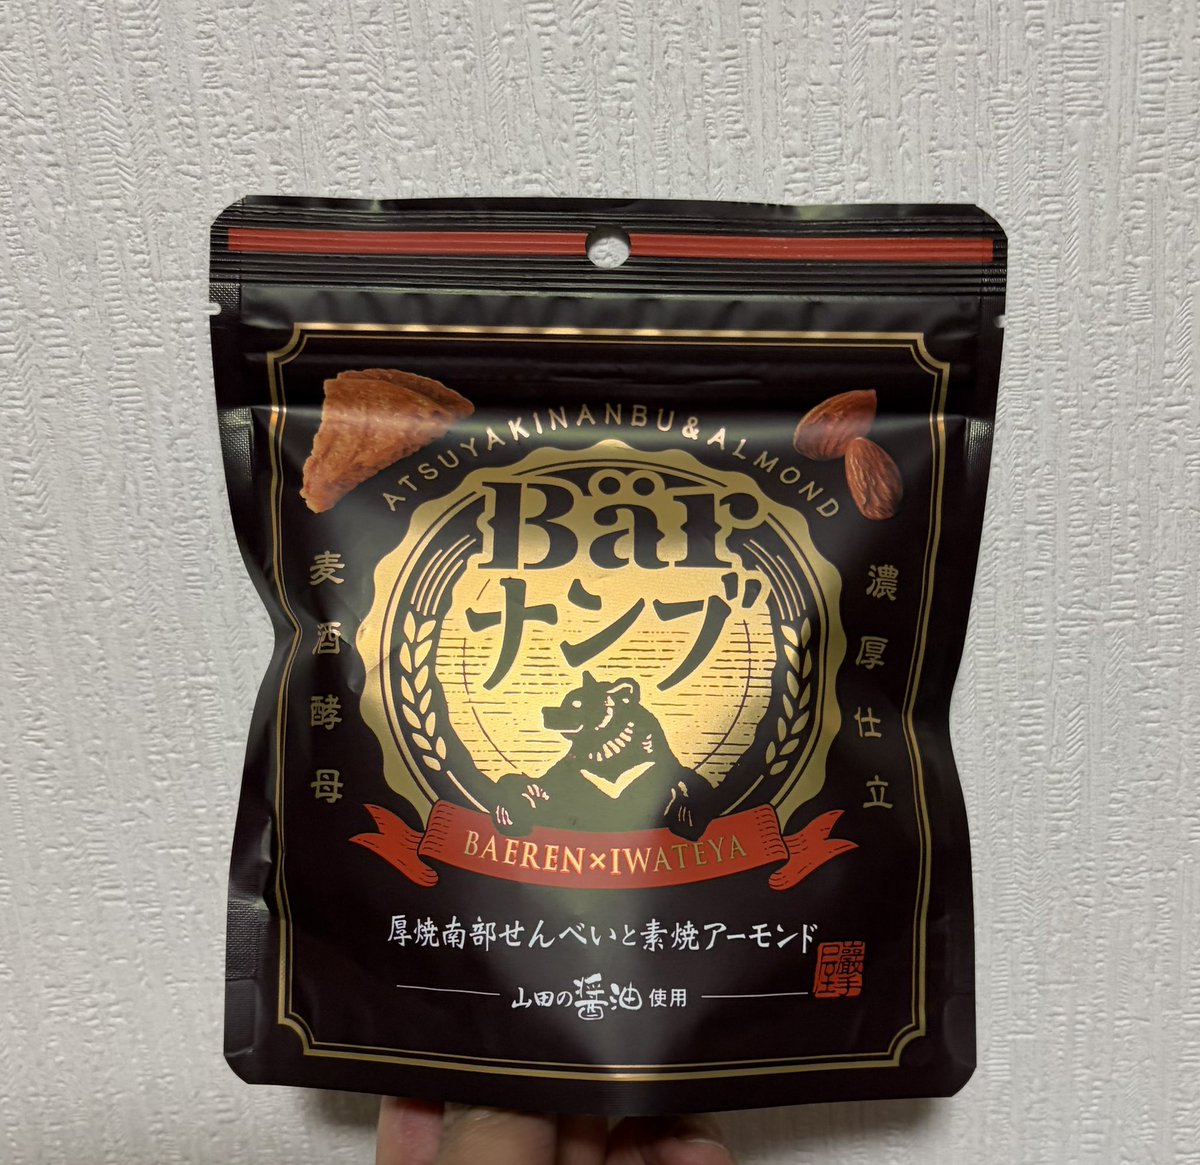 ATSUYAKINANBU & ALMOND
Bär
ナンブ
麦酒酵母
濃厚仕立
BAEREN×IWATEYA
厚焼南部せんべいと素焼アーモンド
山田の醤油使用